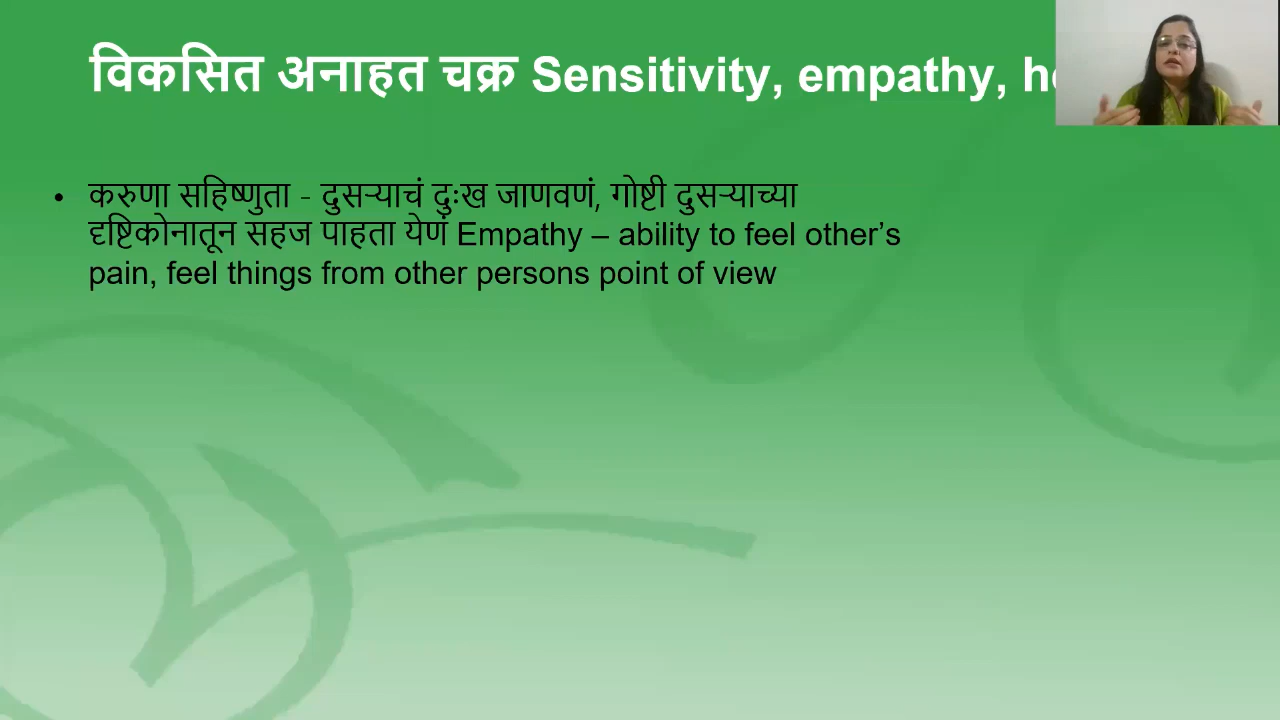 विकसित अनाहत चक्र Sensitivity, empathy,
• करुणा सहिष्णुता - दुसऱ्याचं दुःख जाणवणं, गोष्टी दुसऱ्याच्या
दृष्टिकोनातून सहज पाहता येणं Empathy – ability to feel other’s
pain, feel things from other persons point of view